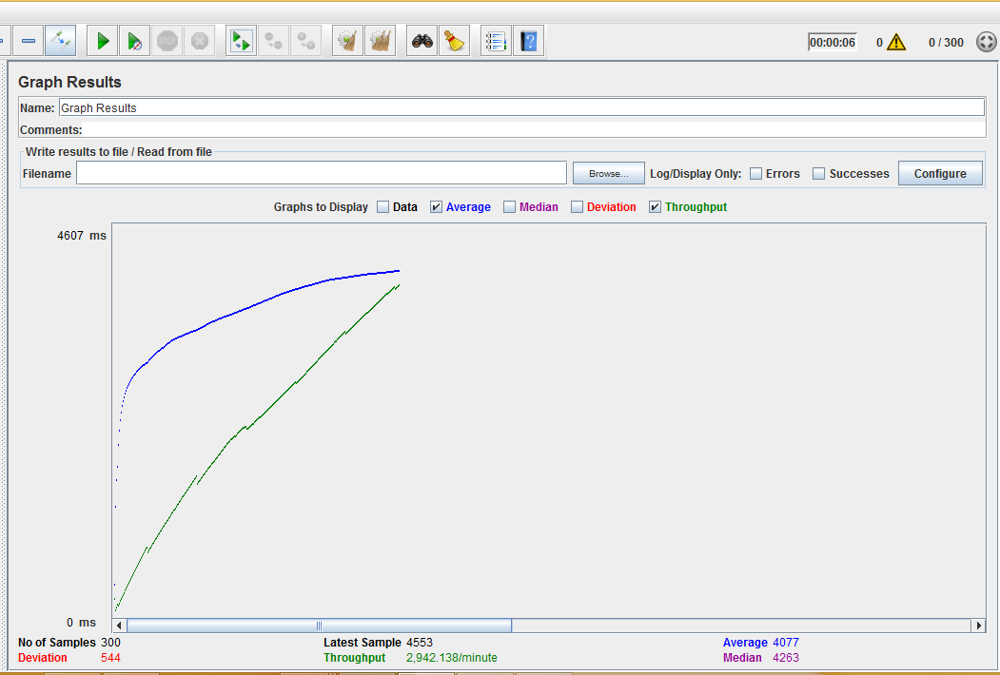 STOP
?
00:00:06 0 ! 0 / 300
Graph Results
Name: Graph Results
Comments:
Write results to file / Read from file
Filename Browse... Log/Display Only: Errors Successes Configure
Graphs to Display Data Average Median Deviation Throughput
4607 ms
0 ms
No of Samples 300 Latest Sample 4553 Average 4077
Deviation 544 Throughput 2,942.138/minute Median 4263